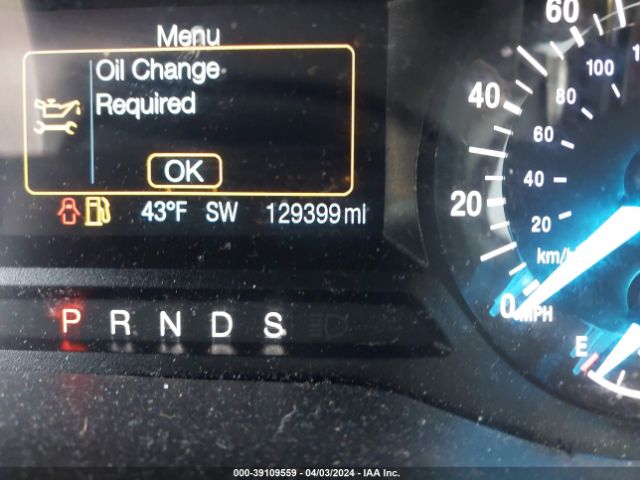 Menu
Oil Change
Required
OK
43°F SW 129399 mi
P R N D S
60
40
20
0 MPH
100
80
60
40
20
km/h
E
000-39109559 - 04/03/2024 - IAA Inc.